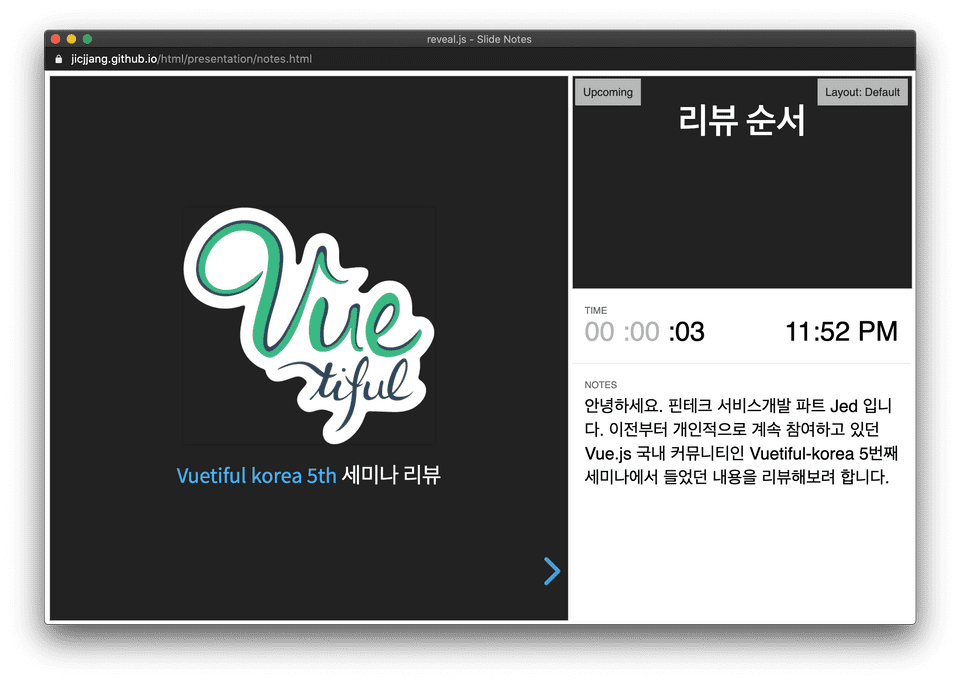 reveal.js - Slide Notes
jicjjang.github.io/html/presentation/notes.html
Vue
tiful
Vuetiful korea 5th 세미나 리뷰
Upcoming
Layout: Default
리뷰 순서
TIME
00 :00 :03
11:52 PM
NOTES
안녕하세요. 핀테크 서비스개발 파트 Jed 입니
다. 이전부터 개인적으로 계속 참여하고 있던
Vue.js 국내 커뮤니티인 Vuetiful-korea 5번째
세미나에서 들었던 내용을 리뷰해보려 합니다.